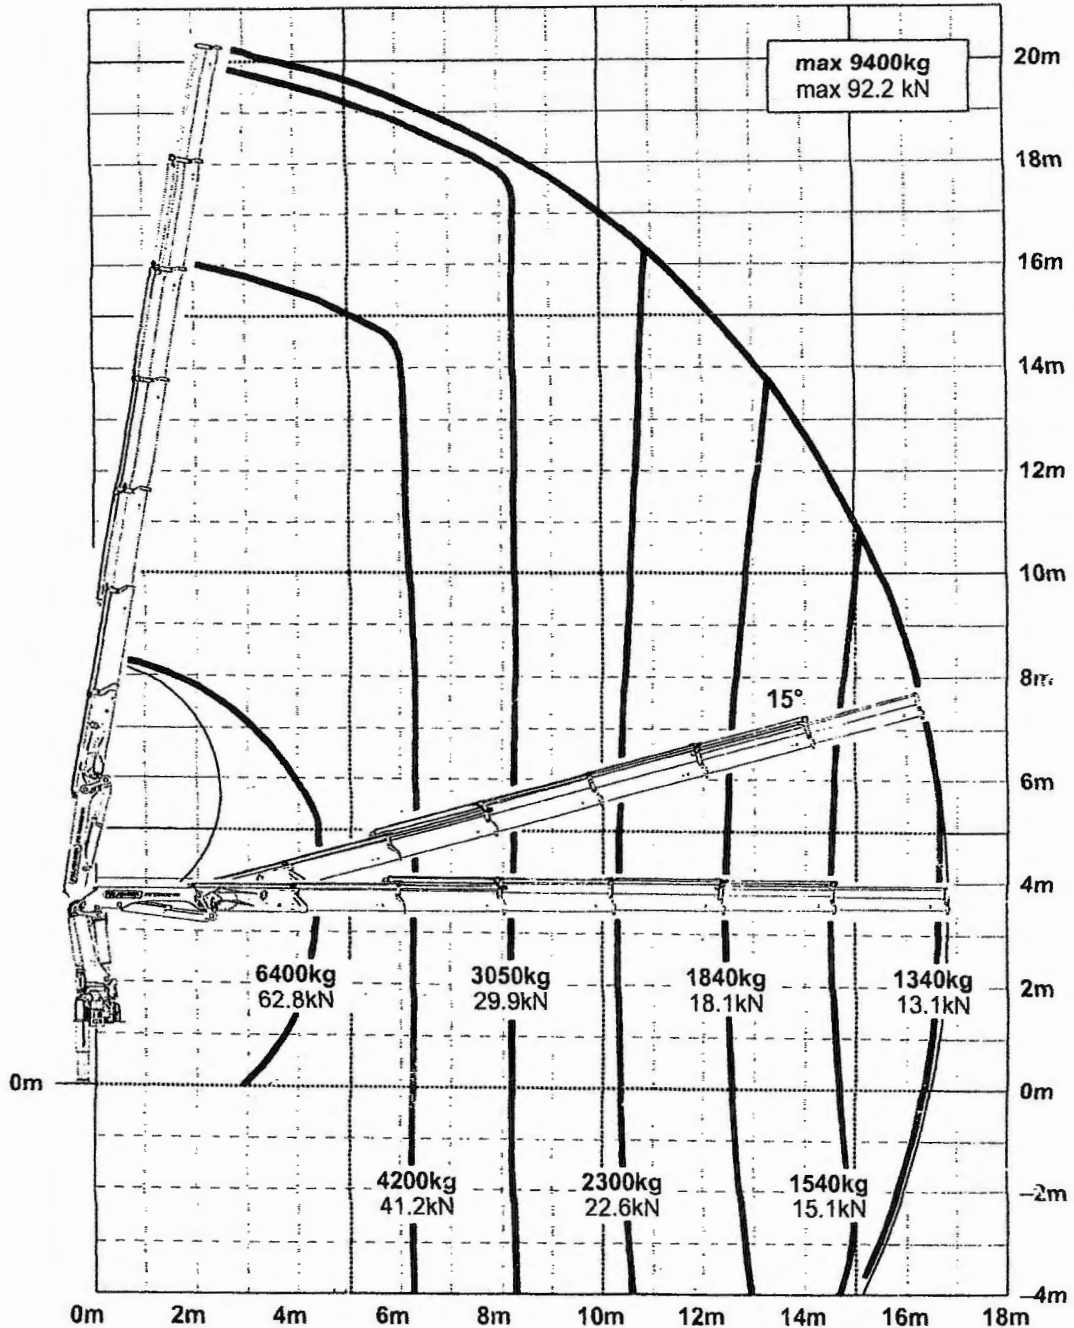 max 9400kg
max 92.2 kN
20m
18m
16m
14m
12m
10m
8m
15°
6m
4m
6400kg
62.8kN
3050kg
29.9kN
1840kg
18.1kN
1340kg
13.1kN
2m
0m
0m
4200kg
41.2kN
2300kg
22.6kN
1540kg
15.1kN
–2m
–4m
0m 2m 4m 6m 8m 10m 12m 14m 16m 18m